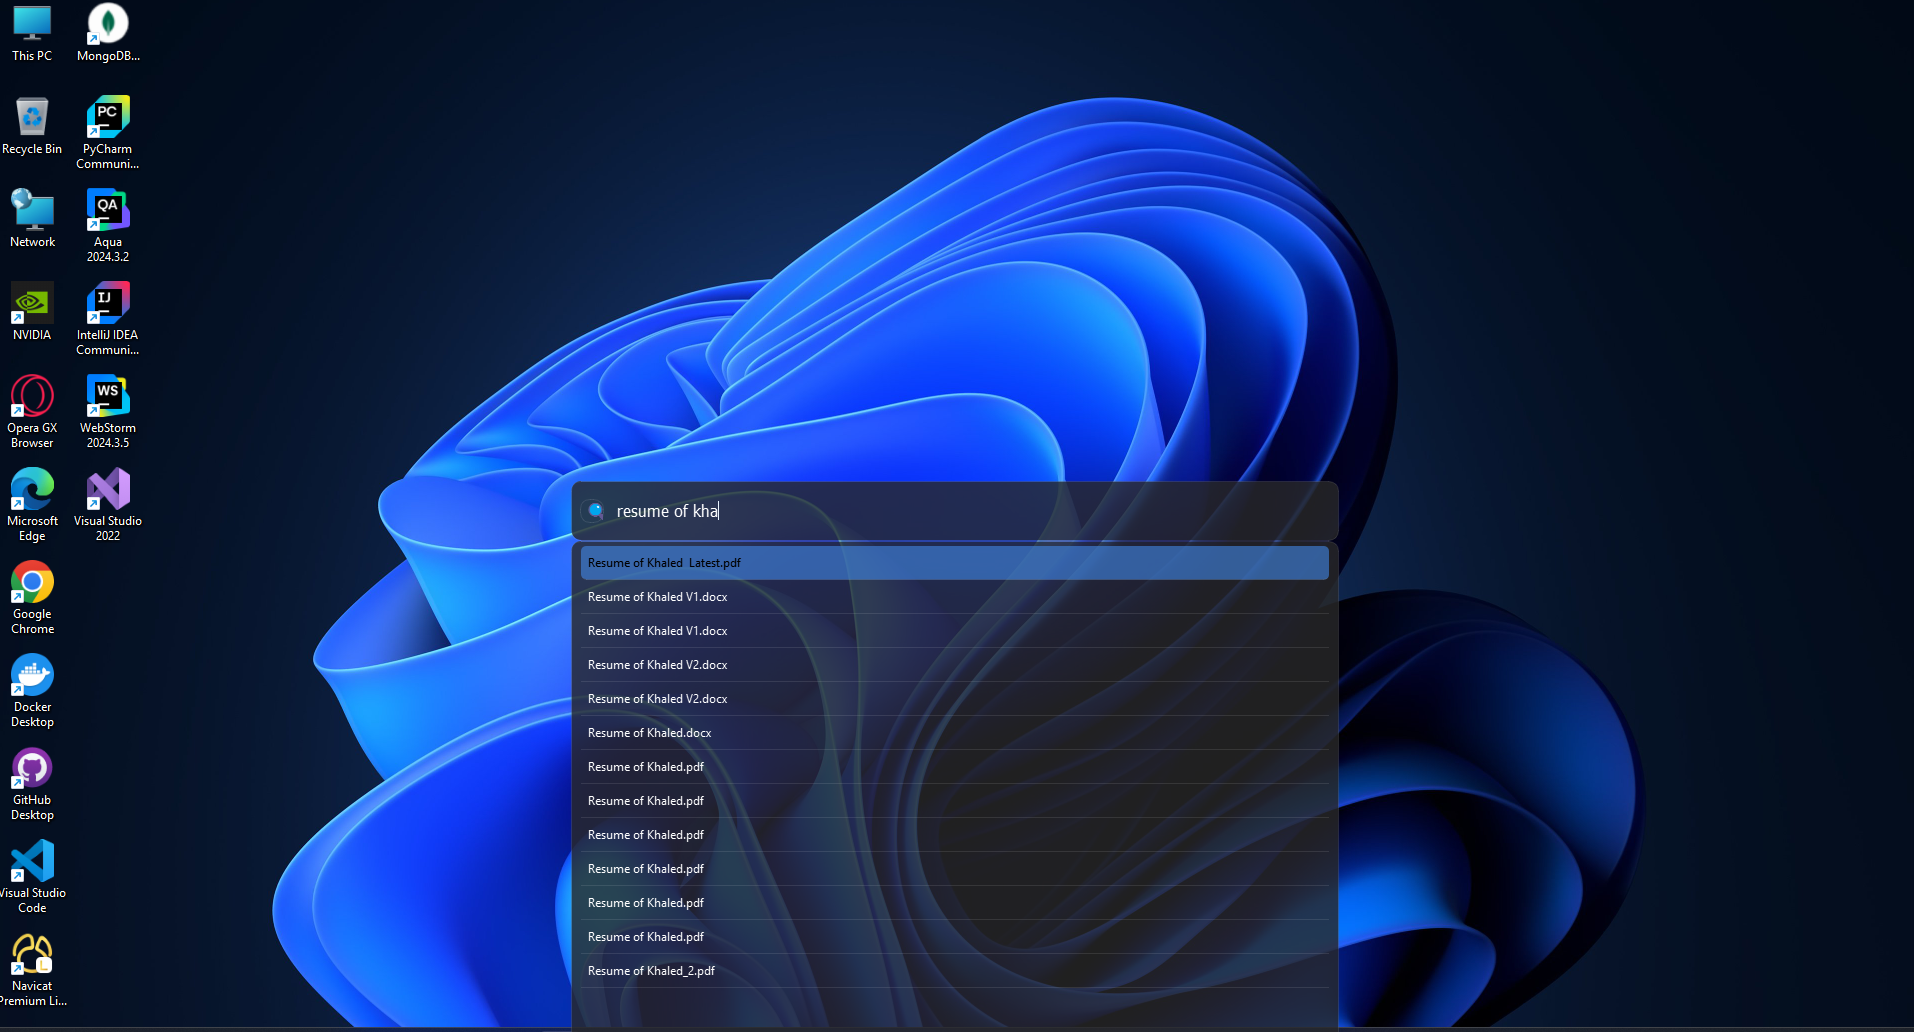 This PC
MongoDB...
Recycle Bin
PC
PyCharm
Communi...
Network
QA
Aqua
2024.3.2
NVIDIA
IJ
IntelliJ IDEA
Communi...
Opera GX
Browser
WS
WebStorm
2024.3.5
Microsoft
Edge
Visual Studio
2022
Google
Chrome
Docker
Desktop
GitHub
Desktop
Visual Studio
Code
Navicat
Premium Li...
resume of kha
Resume of Khaled  Latest.pdf
Resume of Khaled V1.docx
Resume of Khaled V1.docx
Resume of Khaled V2.docx
Resume of Khaled V2.docx
Resume of Khaled.docx
Resume of Khaled.pdf
Resume of Khaled.pdf
Resume of Khaled.pdf
Resume of Khaled.pdf
Resume of Khaled.pdf
Resume of Khaled.pdf
Resume of Khaled_2.pdf